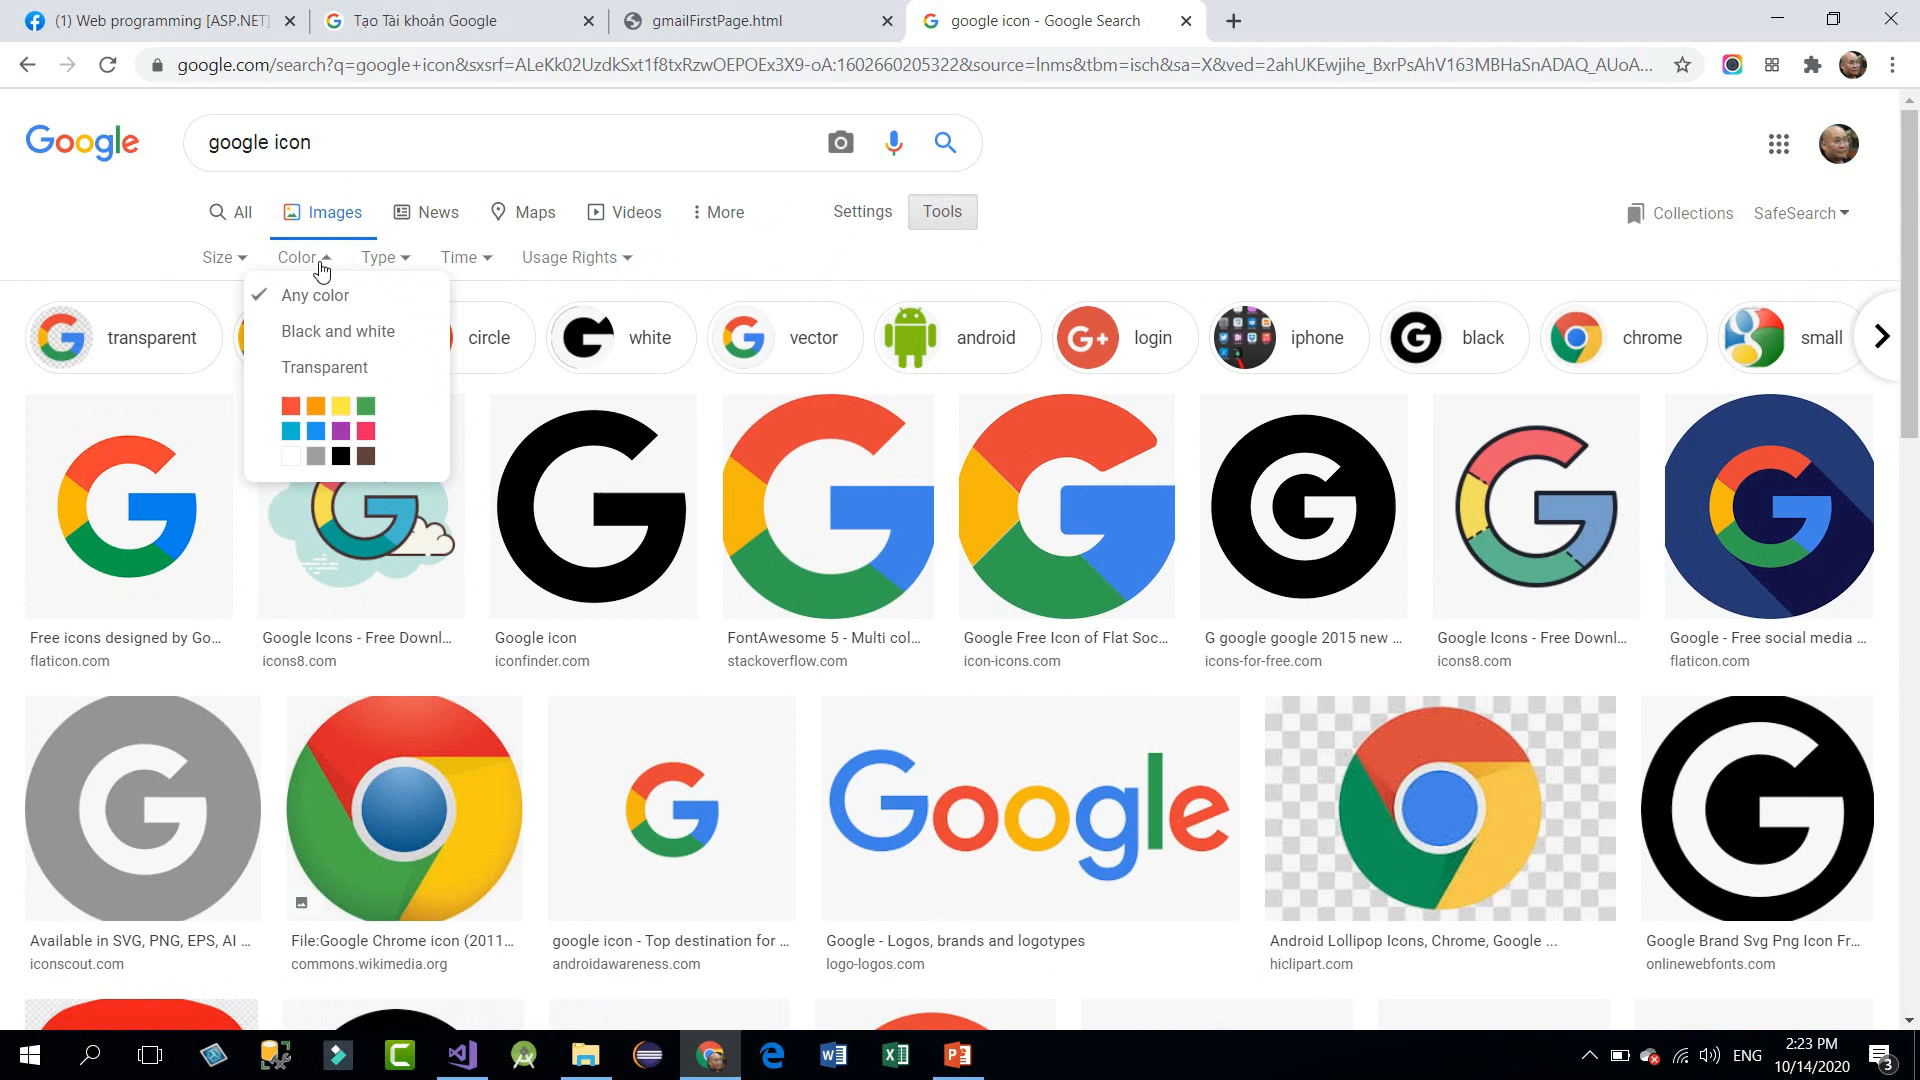 (1) Web programming [ASP.NET]
Tạo Tài khoản Google
gmailFirstPage.html
google icon - Google Search
google.com/search?q=google+icon&sxsrf=ALeKk02UzdkSxt1f8txRzwOEPOEx3X9-oA:1602660205322&source=lnms&tbm=isch&sa=X&ved=2ahUKEwjihe_BxrPsAhV163MBHaSnADAQ_AUoA...
Google
google icon
All
Images
News
Maps
Videos
More
Settings
Tools
Collections
SafeSearch
Size
Color
Type
Time
Usage Rights
Any color
Black and white
Transparent
transparent
circle
white
vector
android
G+
login
iphone
black
chrome
small
Free icons designed by Go...
flaticon.com
Google Icons - Free Downl...
icons8.com
Google icon
iconfinder.com
FontAwesome 5 - Multi col...
stackoverflow.com
Google Free Icon of Flat Soc...
icon-icons.com
G google google 2015 new ...
icons-for-free.com
Google Icons - Free Downl...
icons8.com
Google - Free social media ...
flaticon.com
Google
Available in SVG, PNG, EPS, AI ...
iconscout.com
File:Google Chrome icon (2011...
commons.wikimedia.org
google icon - Top destination for ...
androidawareness.com
Google - Logos, brands and logotypes
logo-logos.com
Android Lollipop Icons, Chrome, Google ...
hiclipart.com
Google Brand Svg Png Icon Fr...
onlinewebfonts.com
ENG
2:23 PM
10/14/2020
3